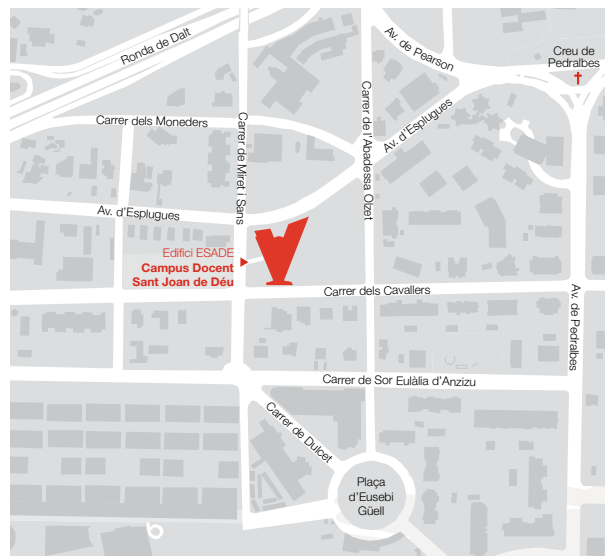 Ronda de Dalt
Av. de Pearson
Creu de
Pedralbes
Carrer dels Moneders
Carrer de Miret i Sans
Carrer de l'Abadessa Olzet
Av. d'Esplugues
Av. d'Esplugues
Edifici ESADE
Campus Docent
Sant Joan de Déu
Carrer dels Cavallers
Av. de Pedralbes
Carrer de Sor Eulàlia d'Anzizu
Carrer de Dulcet
Plaça
d'Eusebi
Güell